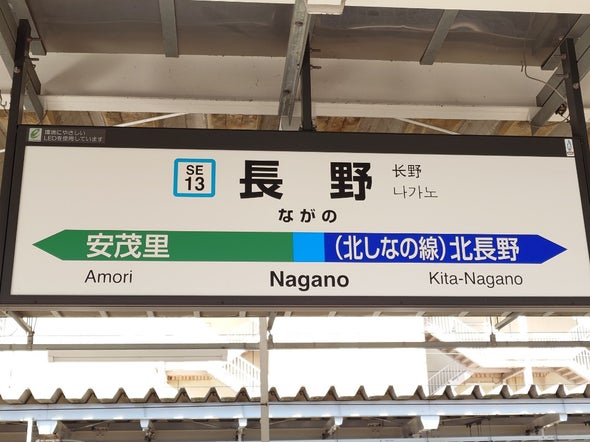 環境にやさしい
LEDを使用しています
SE
13
長野
长野
나가노
ながの
安茂里
(北しなの線)北長野
Amori
Nagano
Kita-Nagano